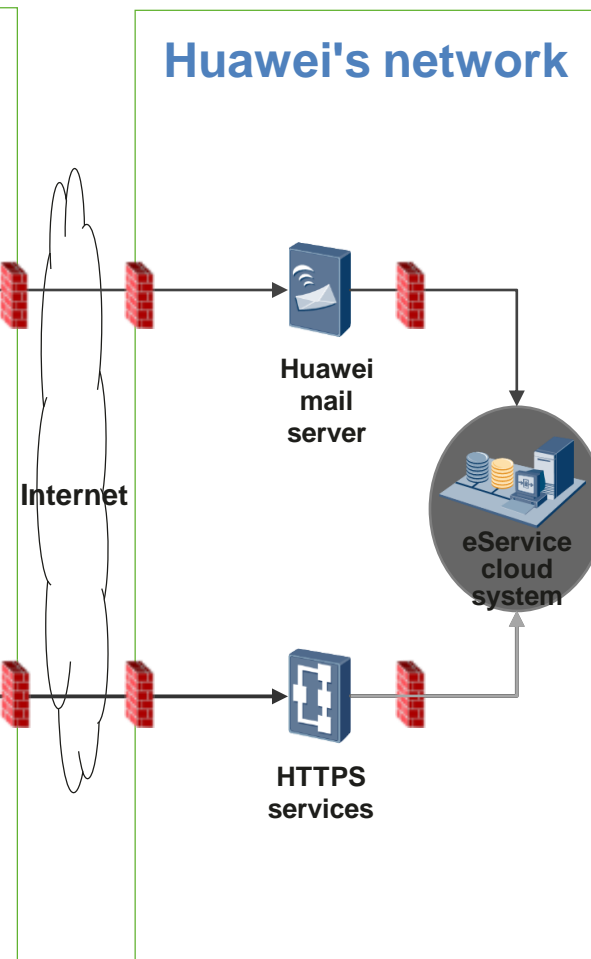 Huawei's network
Huawei
mail
server
Internet
eService
cloud
system
HTTPS
services